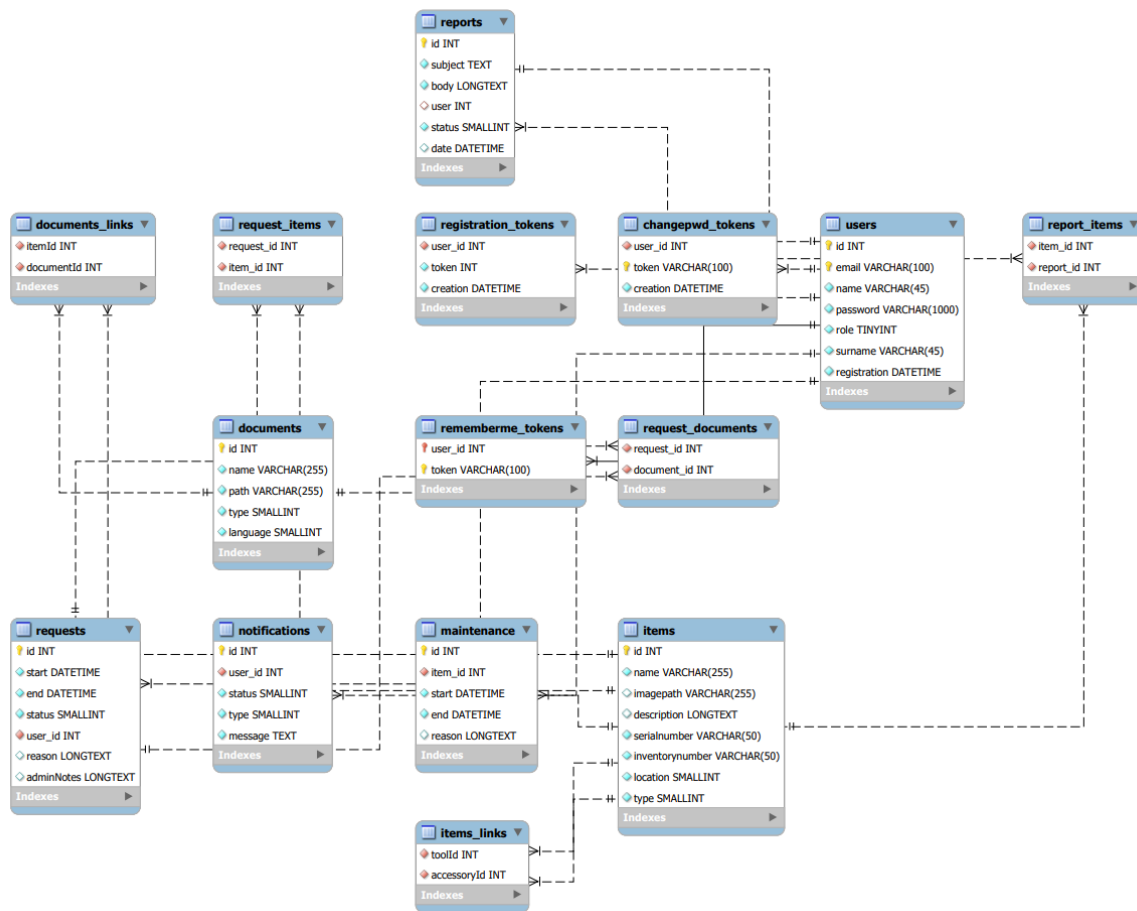 reports
id INT
subject TEXT
body LONGTEXT
user INT
status SMALLINT
date DATETIME
Indexes
documents_links
itemId INT
documentId INT
Indexes
request_items
request_id INT
item_id INT
Indexes
registration_tokens
user_id INT
token INT
creation DATETIME
Indexes
changepwd_tokens
user_id INT
token VARCHAR(100)
creation DATETIME
Indexes
users
id INT
email VARCHAR(100)
name VARCHAR(45)
password VARCHAR(1000)
role TINYINT
surname VARCHAR(45)
registration DATETIME
Indexes
report_items
item_id INT
report_id INT
Indexes
documents
id INT
name VARCHAR(255)
path VARCHAR(255)
type SMALLINT
language SMALLINT
Indexes
rememberme_tokens
user_id INT
token VARCHAR(100)
Indexes
request_documents
request_id INT
document_id INT
Indexes
requests
id INT
start DATETIME
end DATETIME
status SMALLINT
user_id INT
reason LONGTEXT
adminNotes LONGTEXT
Indexes
notifications
id INT
user_id INT
status SMALLINT
type SMALLINT
message TEXT
Indexes
maintenance
id INT
item_id INT
start DATETIME
end DATETIME
reason LONGTEXT
Indexes
items
id INT
name VARCHAR(255)
imagepath VARCHAR(255)
description LONGTEXT
serialnumber VARCHAR(50)
inventorynumber VARCHAR(50)
location SMALLINT
type SMALLINT
Indexes
items_links
toolId INT
accessoryId INT
Indexes